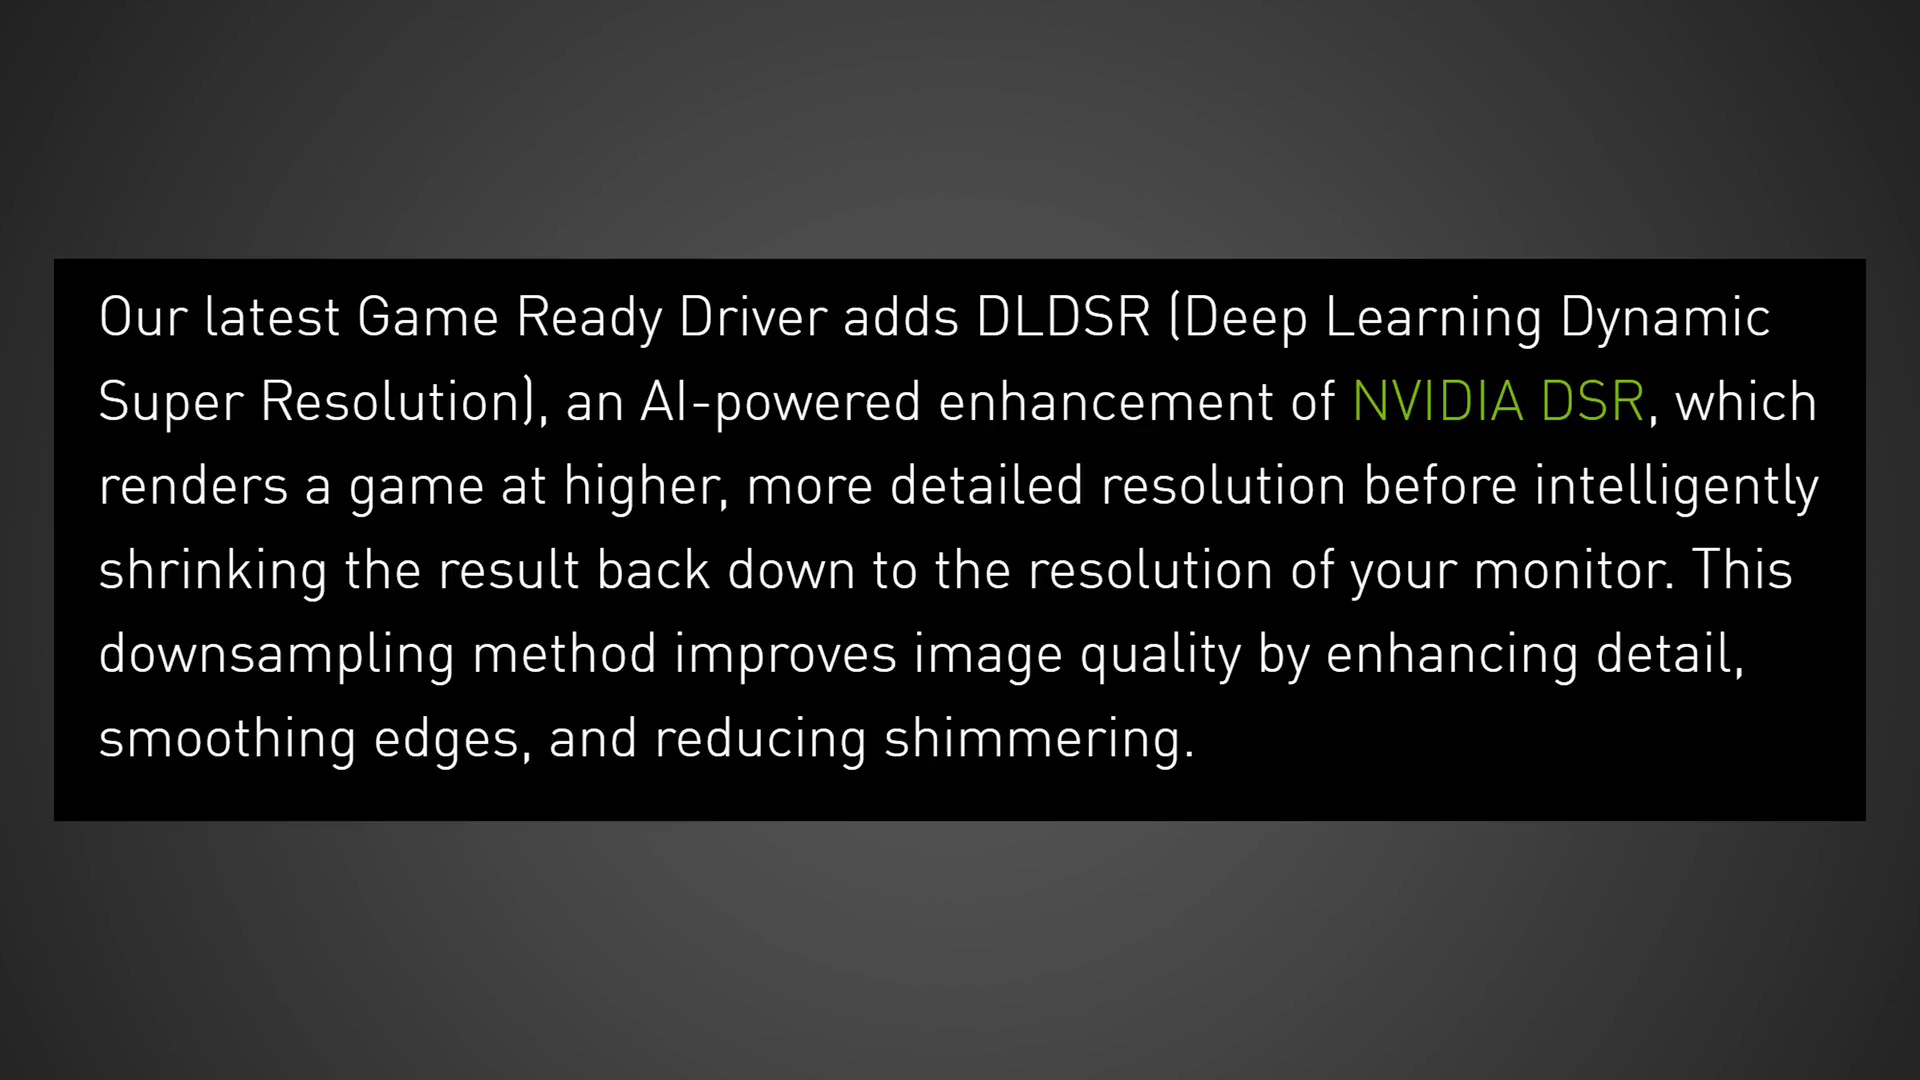 Our latest Game Ready Driver adds DLDSR (Deep Learning Dynamic
Super Resolution), an AI-powered enhancement of NVIDIA DSR, which
renders a game at higher, more detailed resolution before intelligently
shrinking the result back down to the resolution of your monitor. This
downsampling method improves image quality by enhancing detail,
smoothing edges, and reducing shimmering.